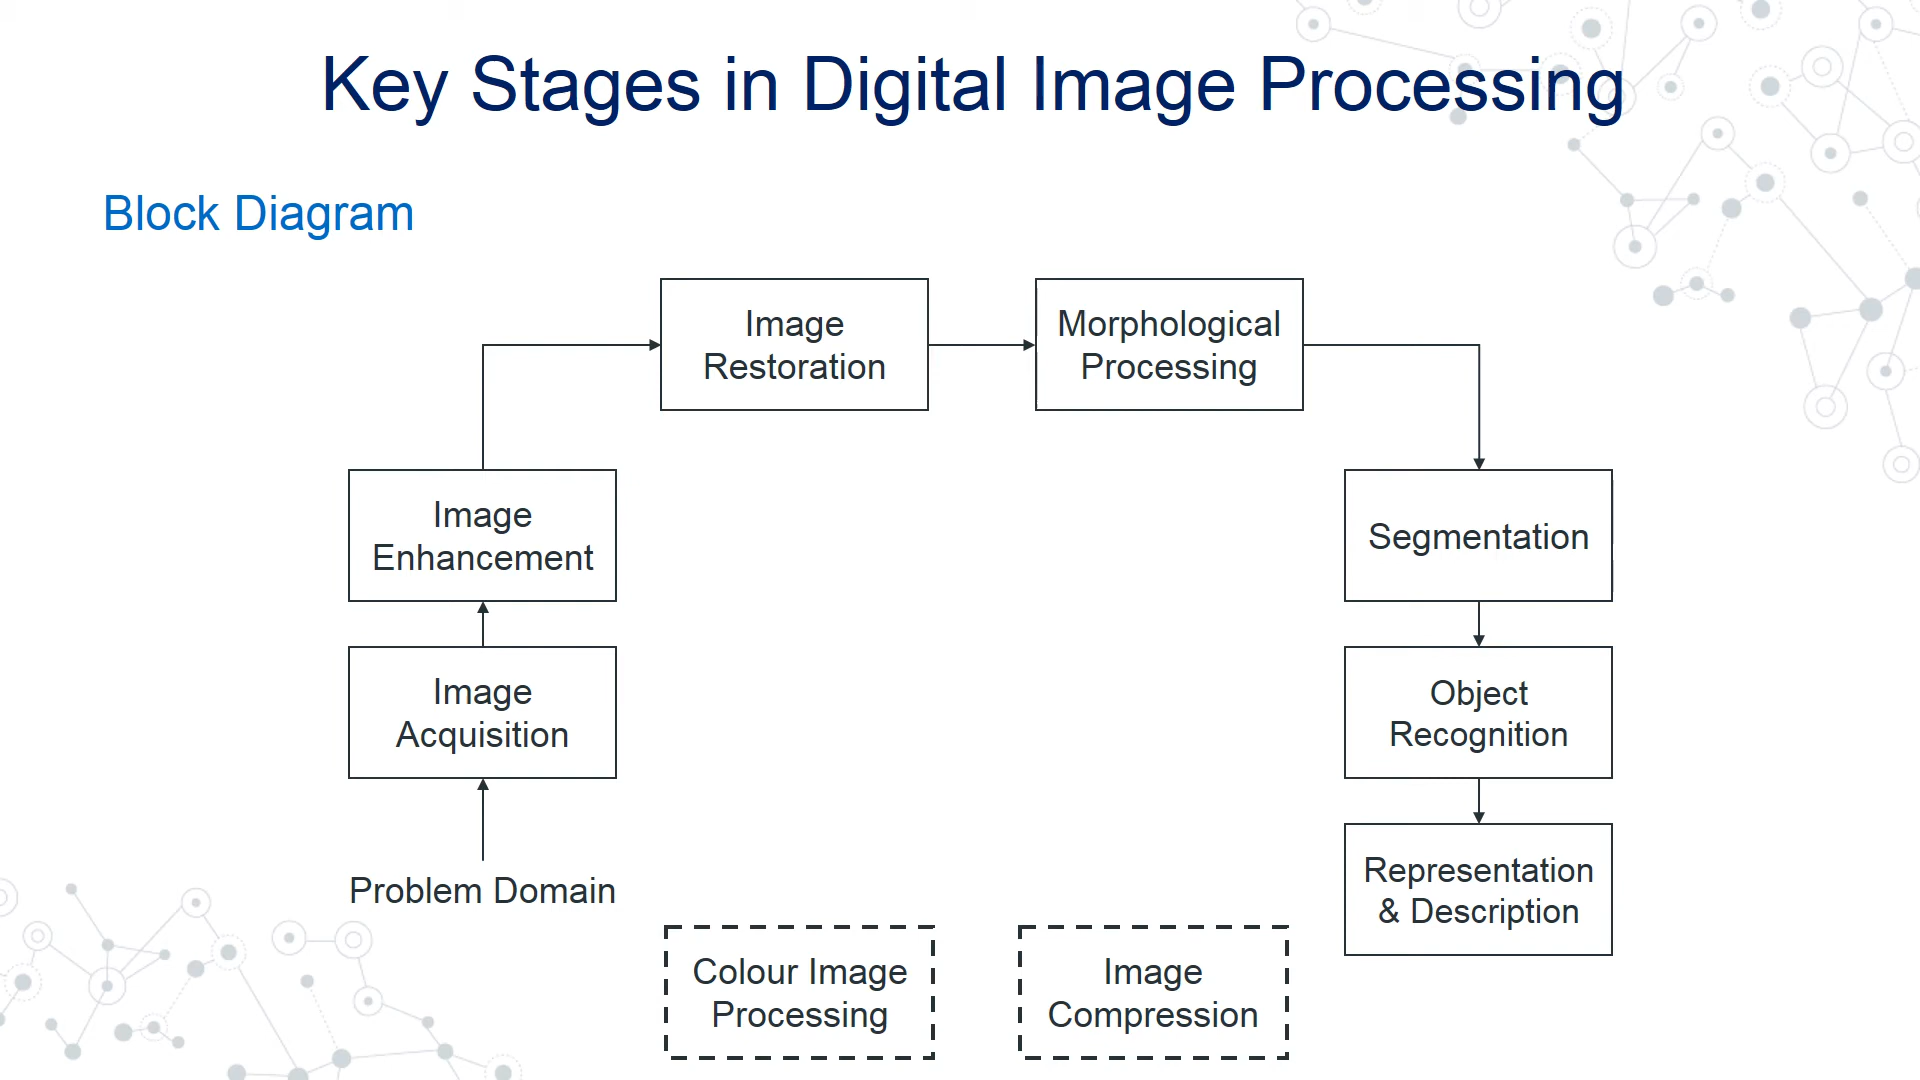 Key Stages in Digital Image Processing
Block Diagram
Image
Restoration
Morphological
Processing
Image
Enhancement
Segmentation
Image
Acquisition
Object
Recognition
Problem Domain
Representation
& Description
Colour Image
Processing
Image
Compression